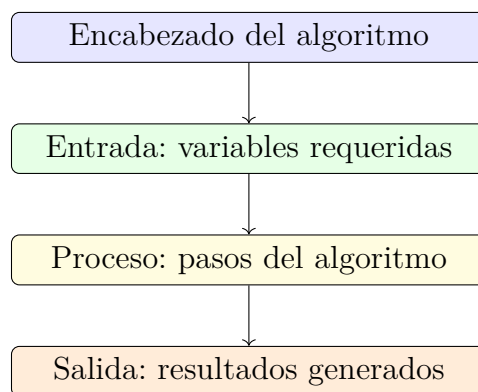 Encabezado del algoritmo
Entrada: variables requeridas
Proceso: pasos del algoritmo
Salida: resultados generados